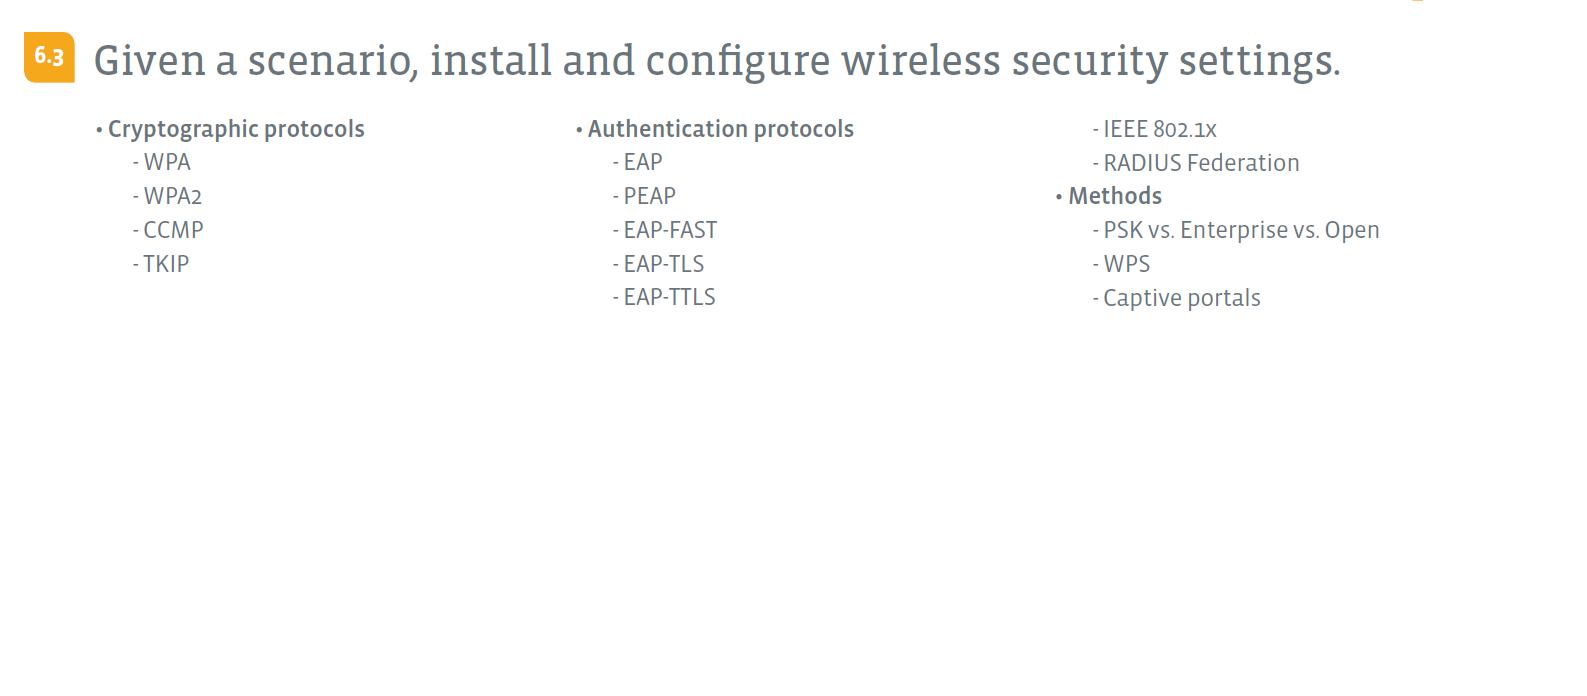 6.3 Given a scenario, install and configure wireless security settings.
• Cryptographic protocols
- WPA
- WPA2
- CCMP
- TKIP
• Authentication protocols
- EAP
- PEAP
- EAP-FAST
- EAP-TLS
- EAP-TTLS
- IEEE 802.1x
- RADIUS Federation
• Methods
- PSK vs. Enterprise vs. Open
- WPS
- Captive portals